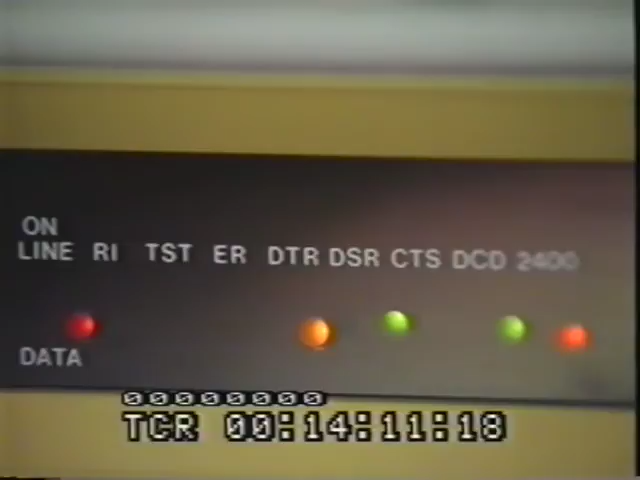 ON
LINE RI TST ER DTR DSR CTS DCD 2400
DATA
00000000
TCR 00:14:11:18